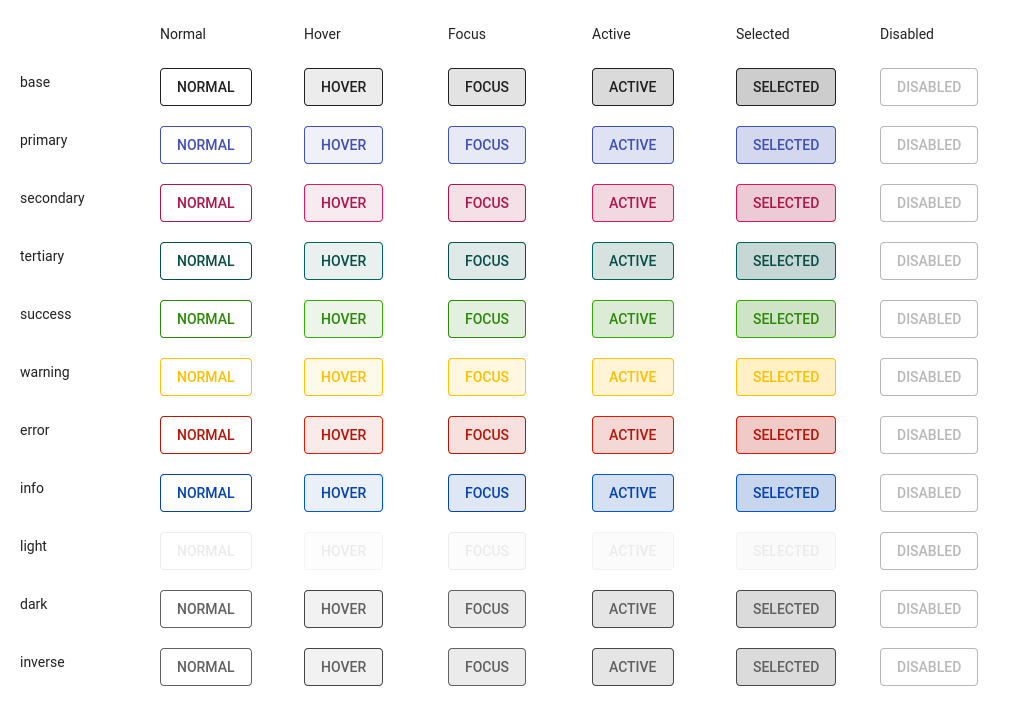 Normal Hover Focus Active Selected Disabled
base NORMAL HOVER FOCUS ACTIVE SELECTED DISABLED
primary NORMAL HOVER FOCUS ACTIVE SELECTED DISABLED
secondary NORMAL HOVER FOCUS ACTIVE SELECTED DISABLED
tertiary NORMAL HOVER FOCUS ACTIVE SELECTED DISABLED
success NORMAL HOVER FOCUS ACTIVE SELECTED DISABLED
warning NORMAL HOVER FOCUS ACTIVE SELECTED DISABLED
error NORMAL HOVER FOCUS ACTIVE SELECTED DISABLED
info NORMAL HOVER FOCUS ACTIVE SELECTED DISABLED
light NORMAL HOVER FOCUS ACTIVE SELECTED DISABLED
dark NORMAL HOVER FOCUS ACTIVE SELECTED DISABLED
inverse NORMAL HOVER FOCUS ACTIVE SELECTED DISABLED